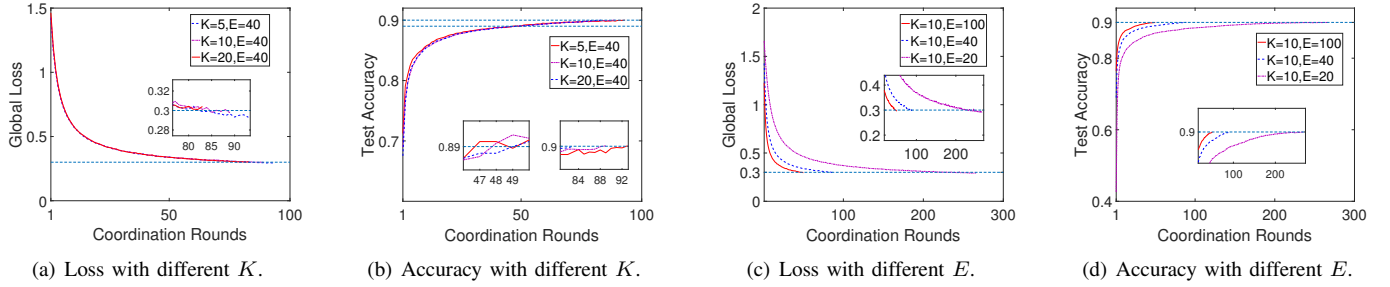 1.5
1
0.5
0
Global Loss
K=5,E=40
K=10,E=40
K=20,E=40
0.32
0.3
0.28
80 85 90
1 50 100
Coordination Rounds
(a) Loss with different K.
0.9
0.8
0.7
Test Accuracy
K=5,E=40
K=10,E=40
K=20,E=40
0.89
47 48 49
0.9
84 88 92
1 50 100
Coordination Rounds
(b) Accuracy with different K.
2
1.5
1
0.5
0.3
0
Global Loss
K=10,E=100
K=10,E=40
K=10,E=20
0.4
0.3
0.2
100 200
1 100 200 300
Coordination Rounds
(c) Loss with different E.
0.9
0.8
0.6
0.4
Test Accuracy
K=10,E=100
K=10,E=40
K=10,E=20
0.9
100 200
1 100 200 300
Coordination Rounds
(d) Accuracy with different E.